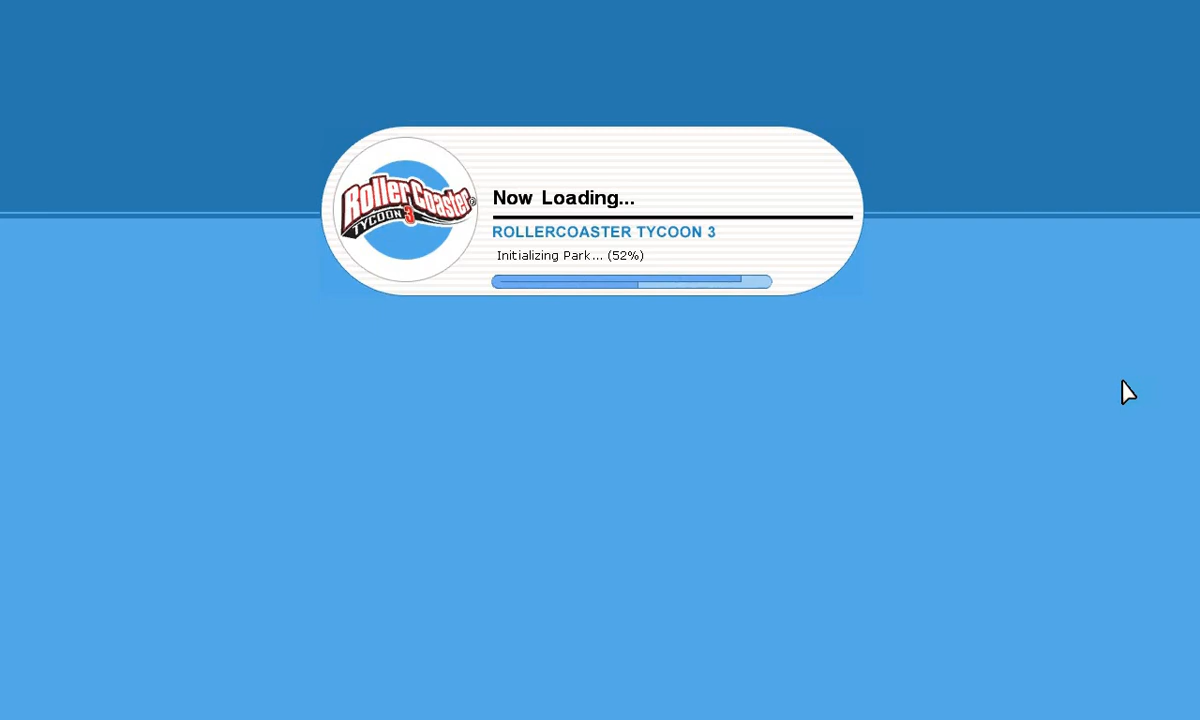 RollerCoaster®
TYCOON 3
Now Loading...
ROLLERCOASTER TYCOON 3
Initializing Park... (52%)